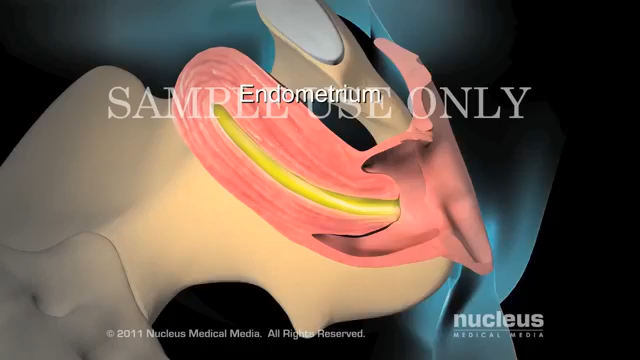 Endometrium
SAMPLE USE ONLY
© 2011 Nucleus Medical Media. All Rights Reserved.
nucleus
MEDICAL MEDIA